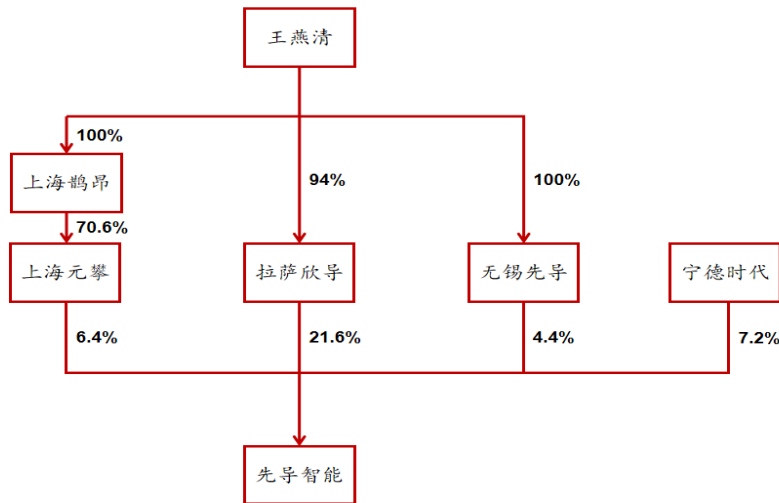 王燕清
100%
上海鹊昂
94%
100%
70.6%
上海元攀
拉萨欣导
无锡先导
宁德时代
6.4%
21.6%
4.4%
7.2%
先导智能